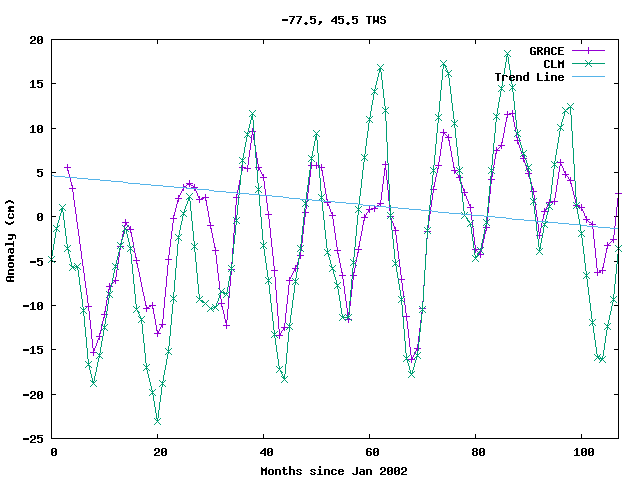 -77.5, 45.5 TWS
GRACE
CLM
Trend Line
20
15
10
5
0
-5
-10
-15
-20
-25
Anomaly (cm)
0 20 40 60 80 100
Months since Jan 2002